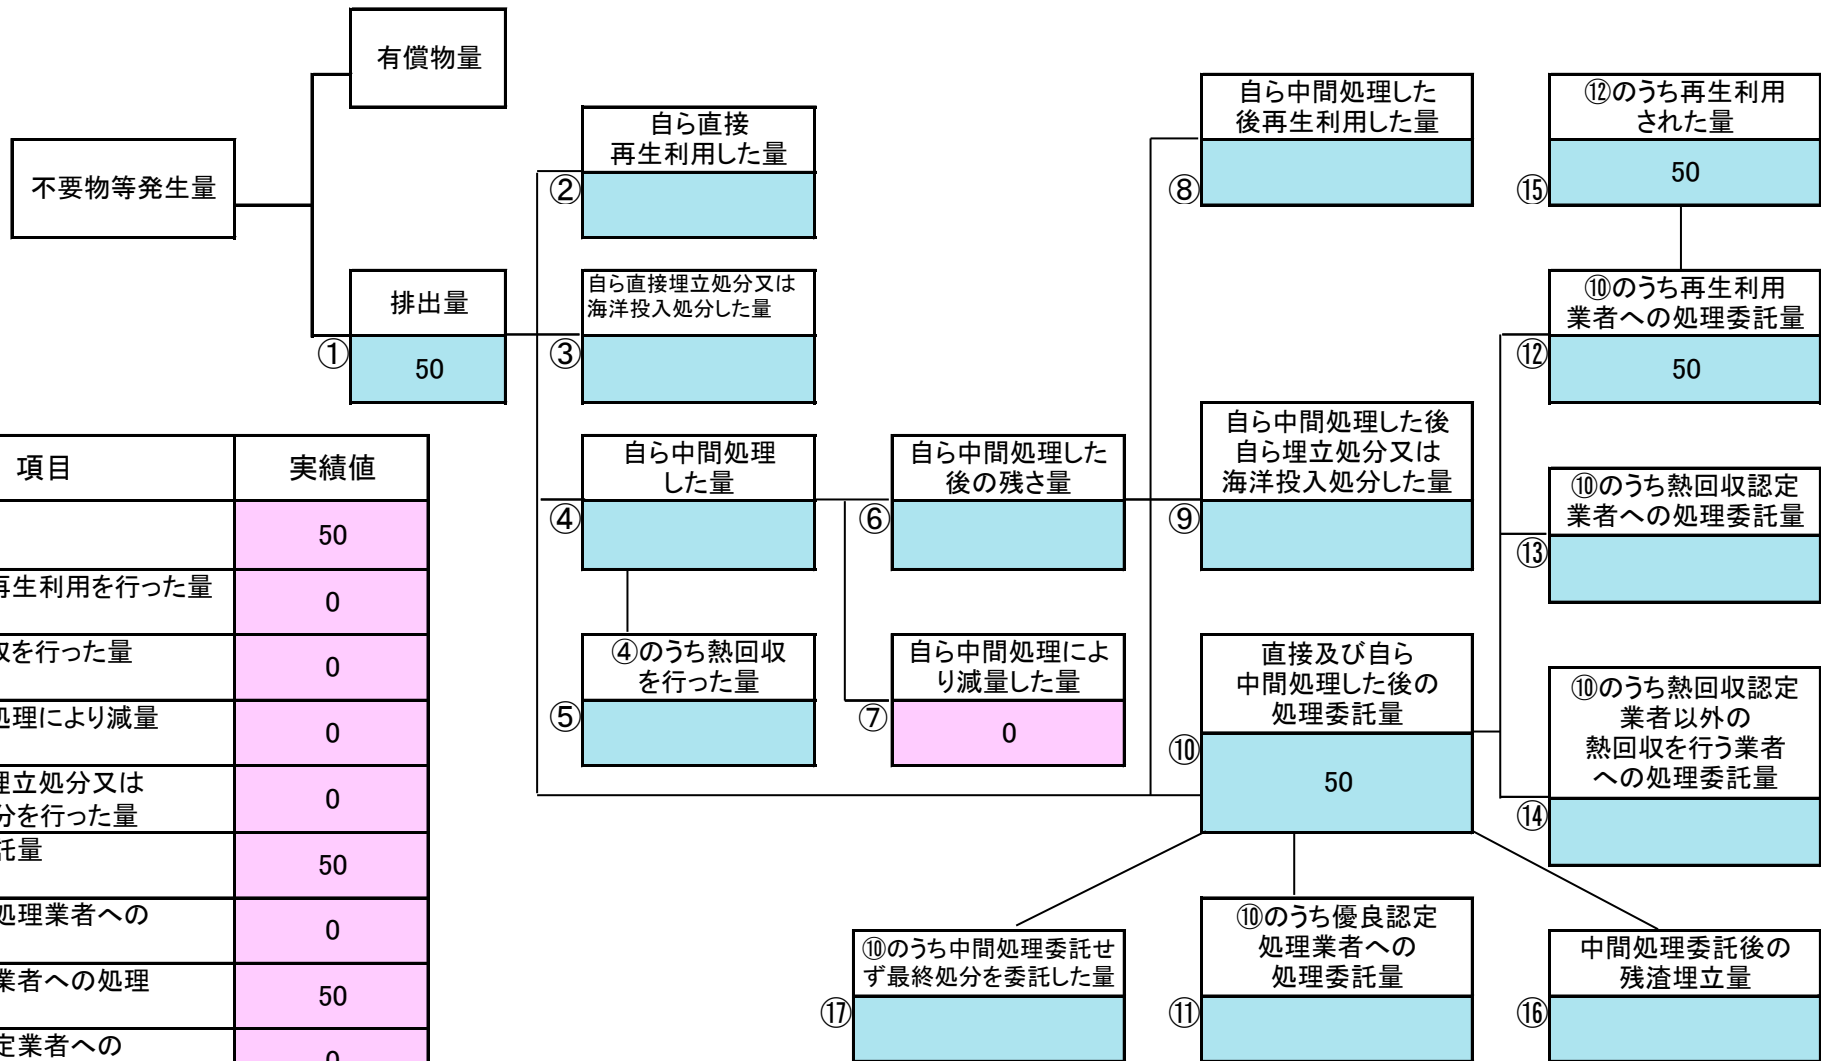 有償物量
不要物等発生量
排出量
①
50
自ら直接
再生利用した量
②
自ら直接埋立処分又は
海洋投入処分した量
③
自ら中間処理
した量
④
④のうち熱回収
を行った量
⑤
自ら中間処理した
後の残さ量
⑥
自ら中間処理によ
り減量した量
⑦
0
自ら中間処理した
後再生利用した量
⑧
自ら中間処理した後
自ら埋立処分又は
海洋投入処分した量
⑨
直接及び自ら
中間処理した後の
処理委託量
⑩
50
⑫のうち再生利用
された量
⑮
50
⑩のうち再生利用
業者への処理委託量
⑫
50
⑩のうち熱回収認定
業者への処理委託量
⑬
⑩のうち熱回収認定
業者以外の
熱回収を行う業者
への処理委託量
⑭
⑩のうち中間処理委託せ
ず最終処分を委託した量
⑰
⑩のうち優良認定
処理業者への
処理委託量
⑪
中間処理委託後の
残渣埋立量
⑯
項目 実績値
50
再生利用を行った量 0
を行った量 0
処理により減量 0
埋立処分又は
を行った量 0
託量 50
処理業者への 0
業者への処理 50
定業者への 0